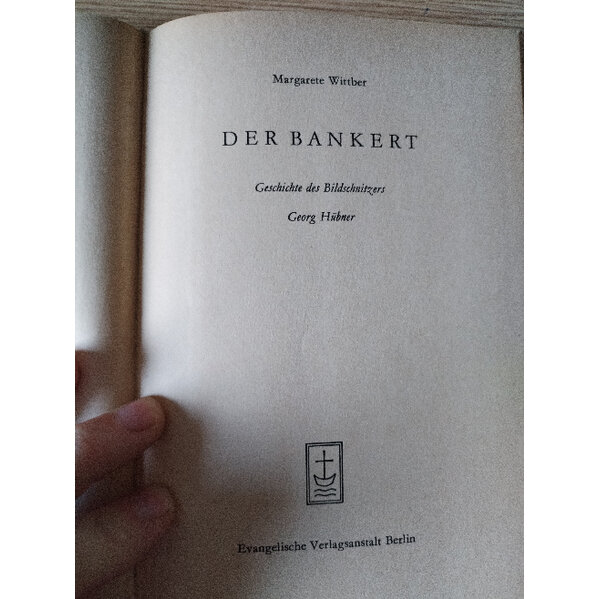 Margarete Wittber
DER BANKERT
Geschichte des Bildschnitzers
Georg Hübner
Evangelische Verlagsanstalt Berlin